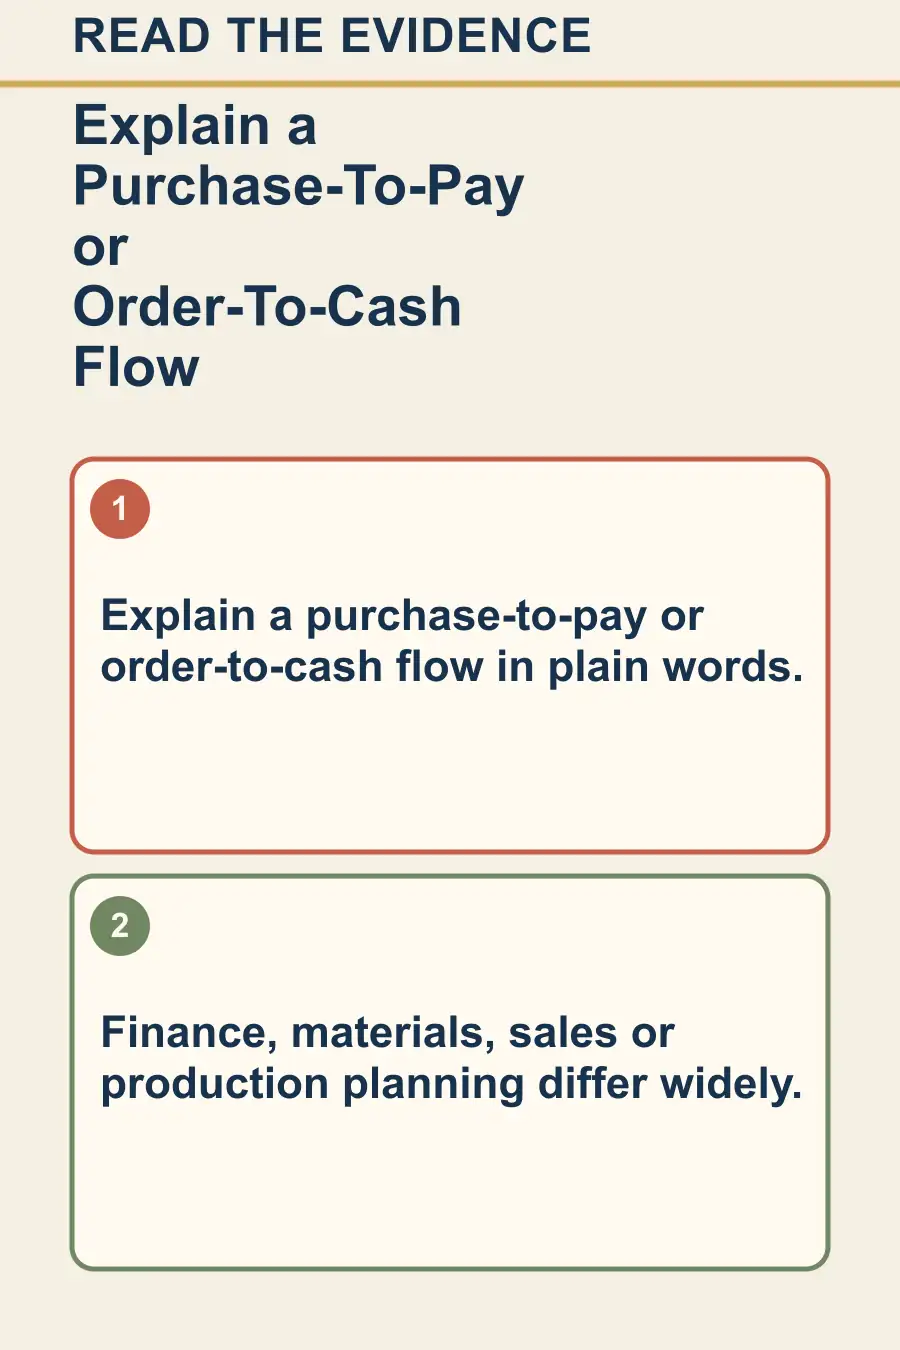 READ THE EVIDENCE
Explain a
Purchase-To-Pay
or
Order-To-Cash
Flow
1
Explain a purchase-to-pay or
order-to-cash flow in plain words.
2
Finance, materials, sales or
production planning differ widely.